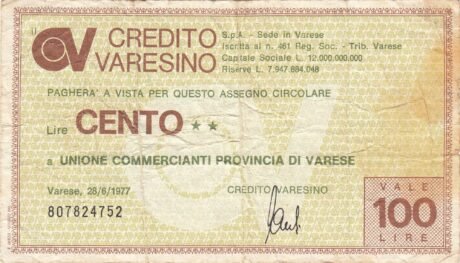 CV CREDITO
VARESINO
S.p.A. - Sede in Varese
Iscritta al n. 461 Reg. Soc. - Trib. Varese
Capitale Sociale L. 12.000.000.000
Riserve L. 7.947.684.048
PAGHERA' A VISTA PER QUESTO ASSEGNO CIRCOLARE
Lire CENTO **
a UNIONE COMMERCIANTI PROVINCIA DI VARESE
Varese, 28/6/1977 CREDITO VARESINO
807824752
VALE
100
LIRE